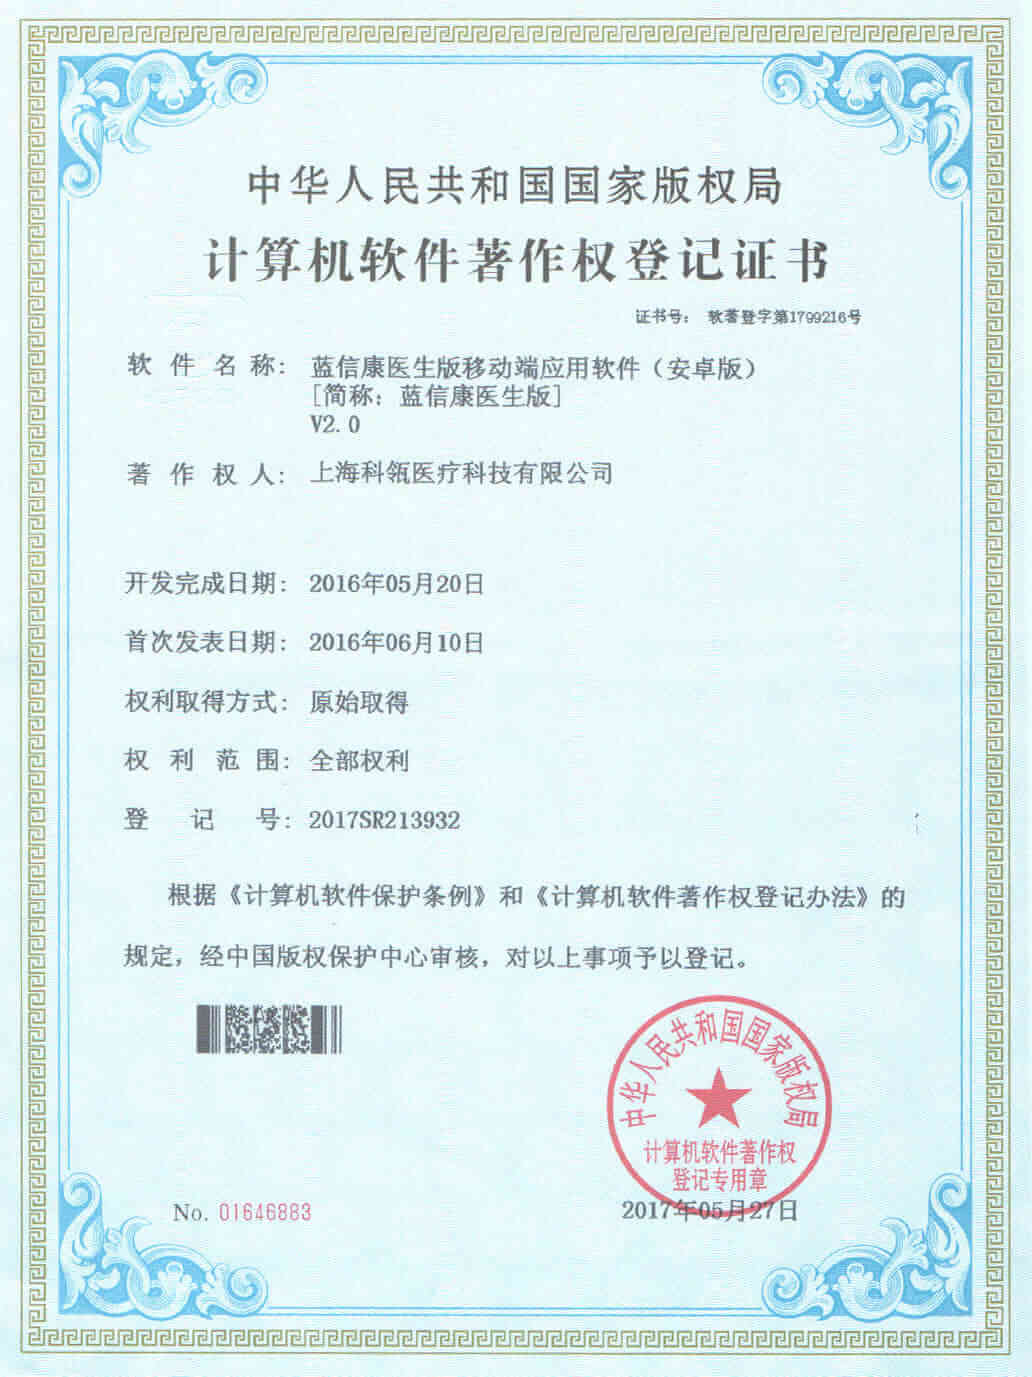 中华人民共和国国家版权局
计算机软件著作权登记证书
证书号： 软著登字第1799216号
软件名称： 蓝信康医生版移动端应用软件（安卓版）
[简称：蓝信康医生版]
V2.0
著作权人： 上海科瓴医疗科技有限公司
开发完成日期： 2016年05月20日
首次发表日期： 2016年06月10日
权利取得方式： 原始取得
权利范围： 全部权利
登记号： 2017SR213932
根据《计算机软件保护条例》和《计算机软件著作权登记办法》的
规定，经中国版权保护中心审核，对以上事项予以登记。
中华人民共和国国家版权局
计算机软件著作权
登记专用章
No. 01646883
2017年05月27日